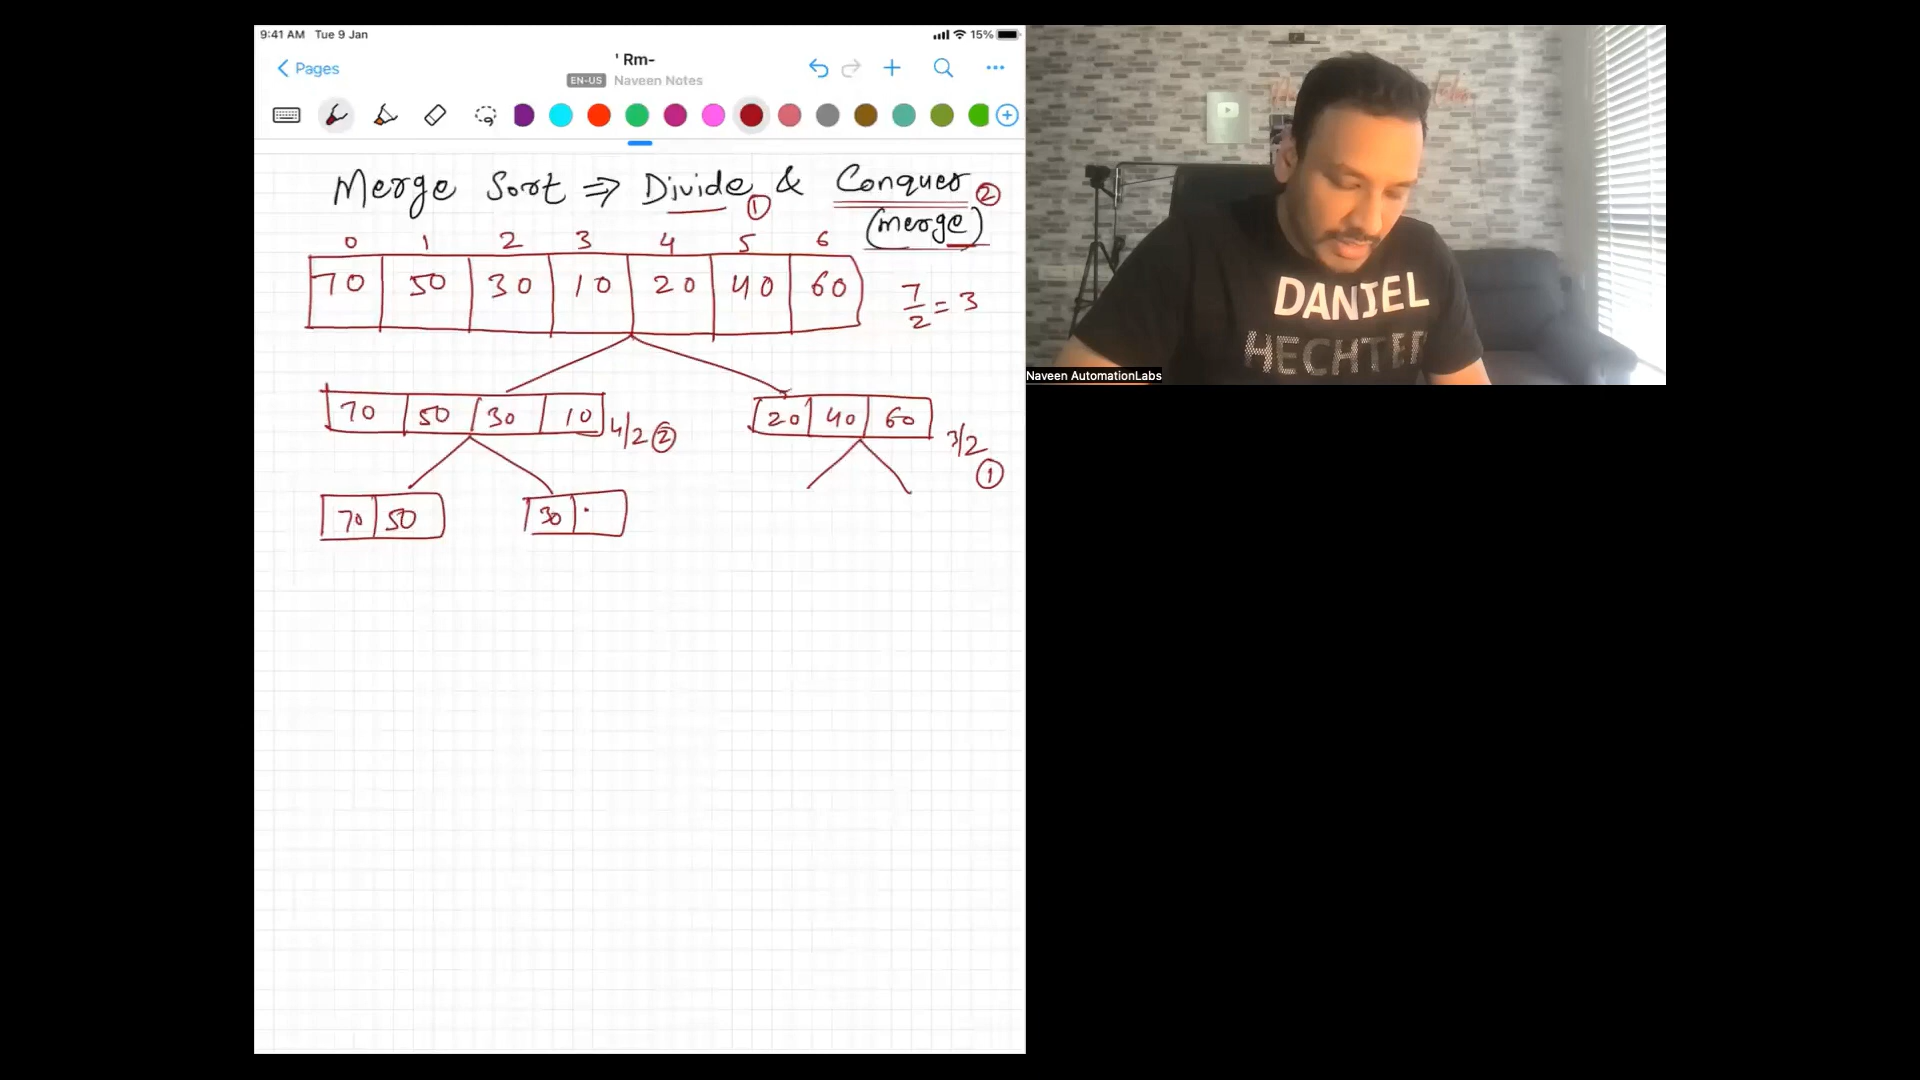 9:41 AM Tue 9 Jan 15%
Pages
' Rm-
EN-US Naveen Notes
Merge Sort ⇒ Divide ① & Conquer ②
(merge)
0 1 2 3 4 5 6
70 50 30 10 20 40 60
7/2 = 3
70 50 30 10 4/2 ②
20 40 60 3/2 ①
70 50
30
DANIEL
HECHTER
Naveen AutomationLabs